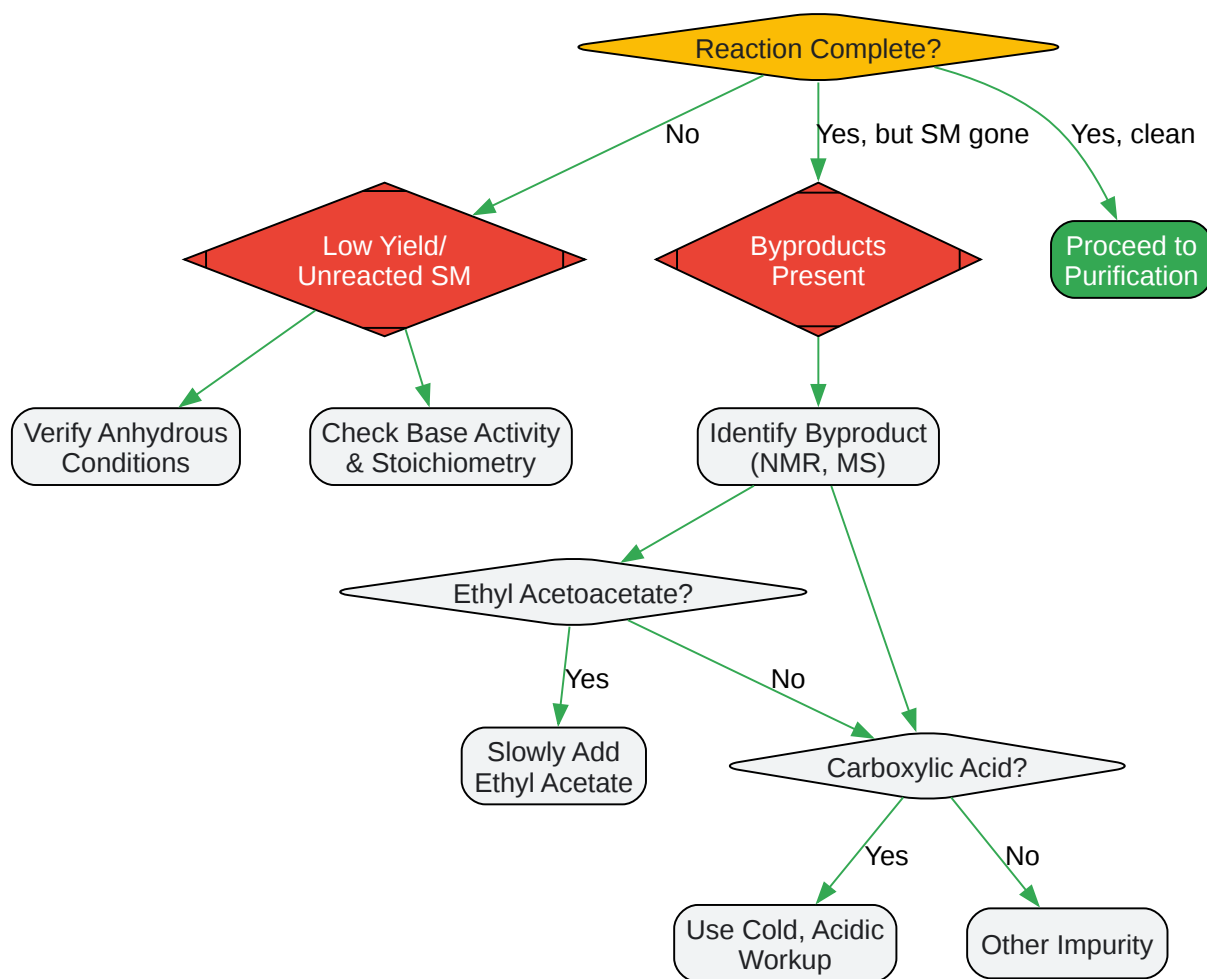 Reaction Complete?
No
Yes, but SM gone
Yes, clean
Low Yield/
Unreacted SM
Byproducts
Present
Proceed to
Purification
Verify Anhydrous
Conditions
Check Base Activity
& Stoichiometry
Identify Byproduct
(NMR, MS)
Ethyl Acetoacetate?
Yes
No
Slowly Add
Ethyl Acetate
Carboxylic Acid?
Yes
No
Use Cold, Acidic
Workup
Other Impurity